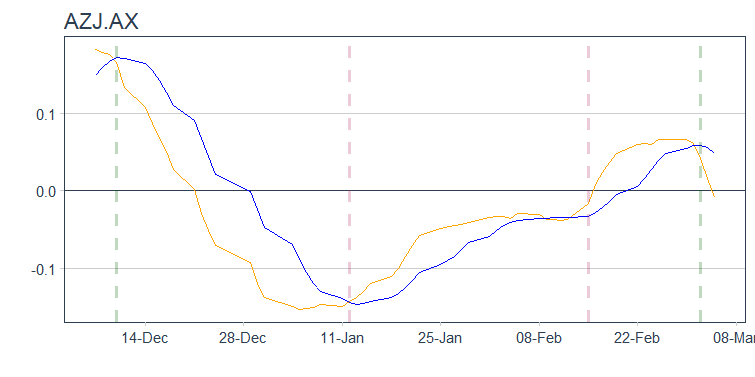 AZJ.AX
0.1
0.0
-0.1
14-Dec
28-Dec
11-Jan
25-Jan
08-Feb
22-Feb
08-Mar